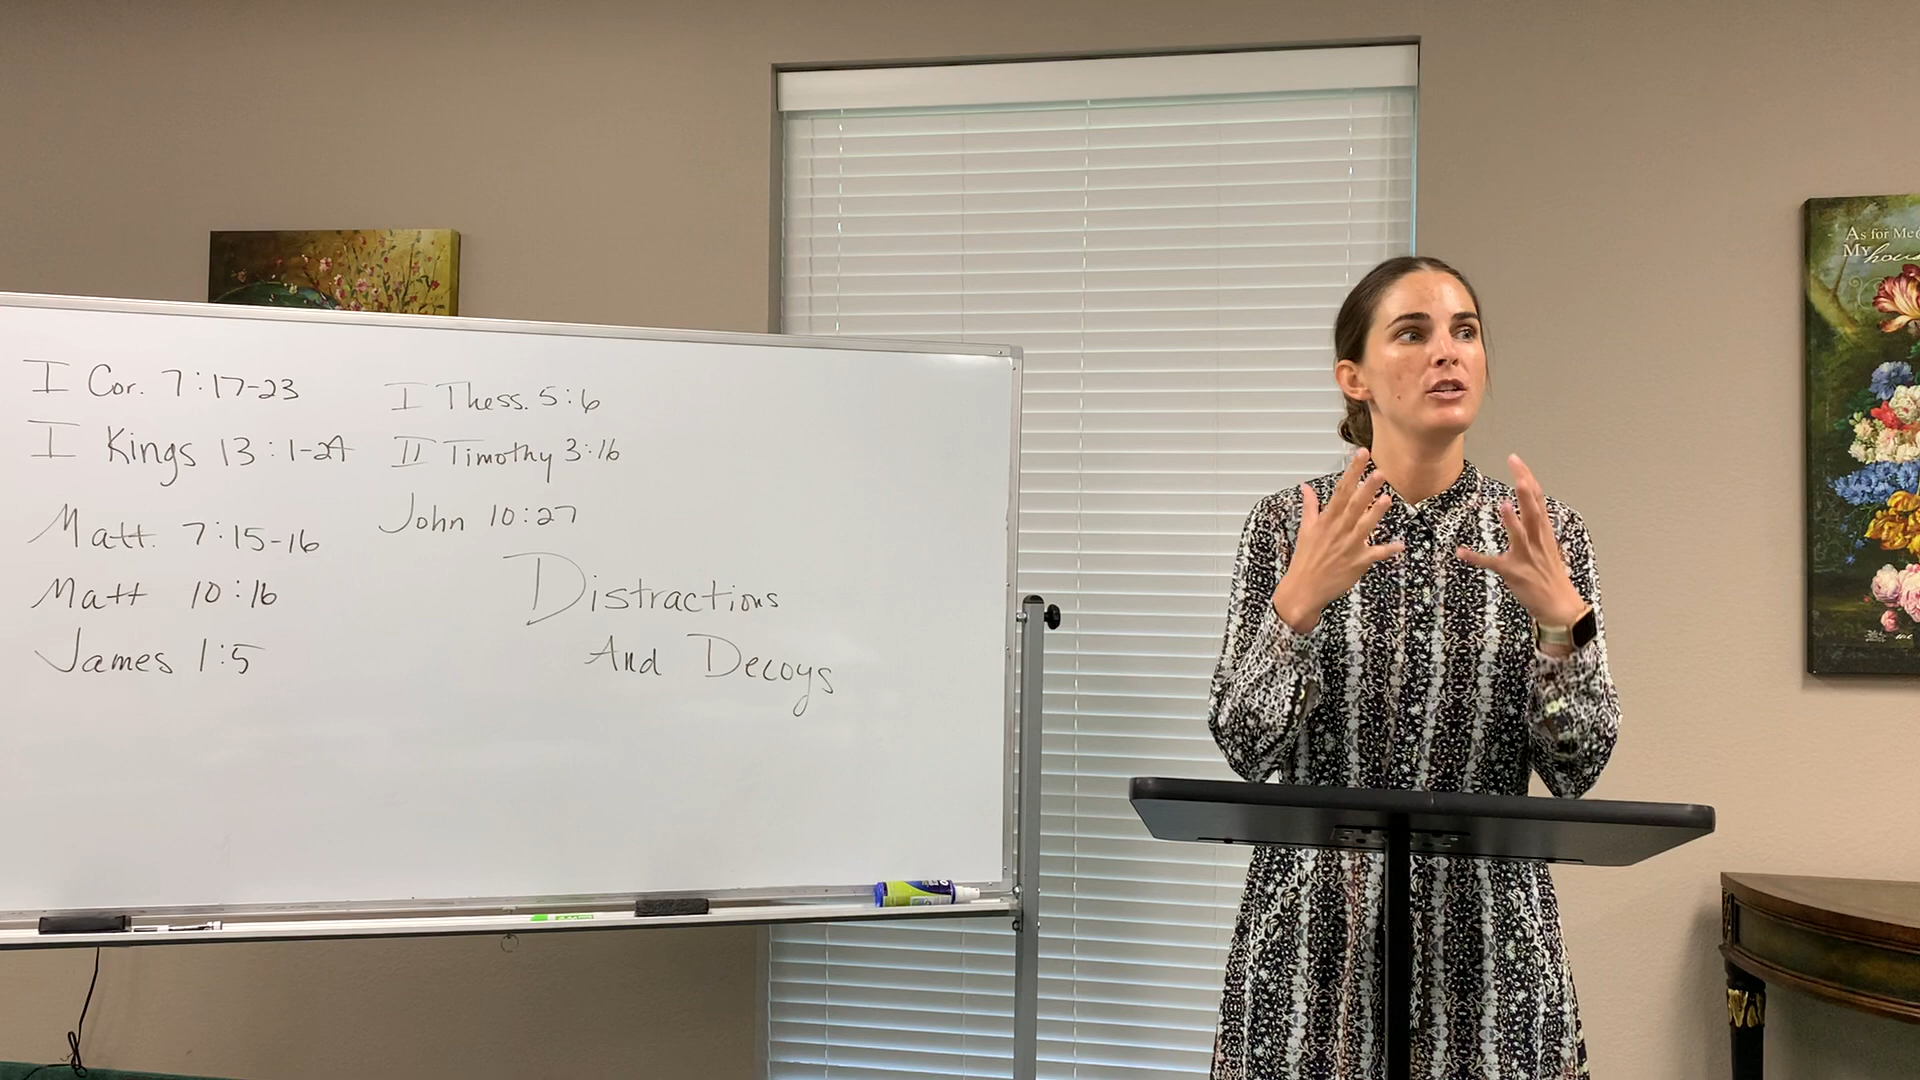 I Cor. 7:17-23
I Kings 13:1-24
Matt. 7:15-16
Matt 10:16
James 1:5
I Thess. 5:6
II Timothy 3:16
John 10:27
Distractions
And Decoys
As for Me
My